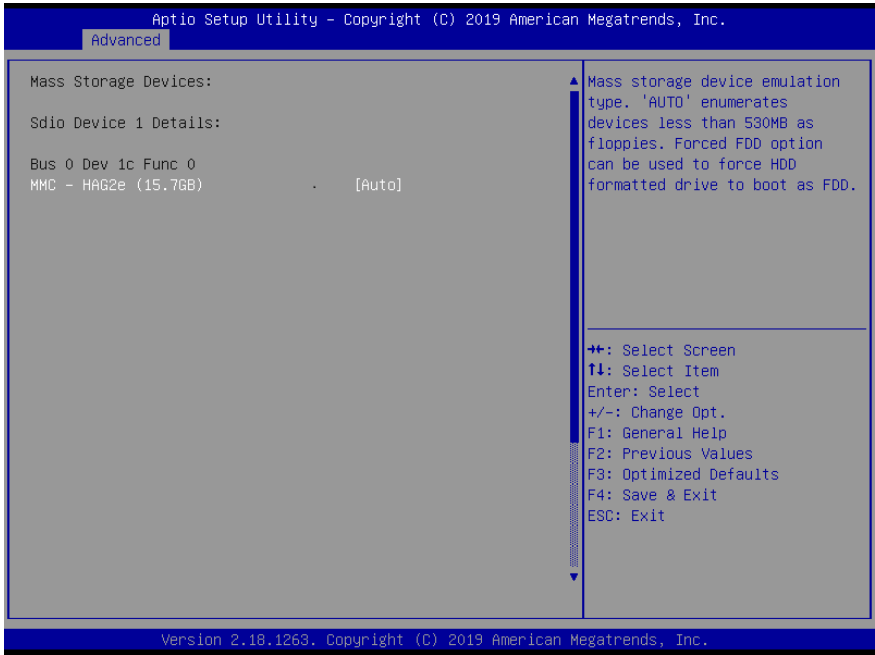 Aptio Setup Utility – Copyright (C) 2019 American Megatrends, Inc.
Advanced
Mass Storage Devices:
Sdio Device 1 Details:
Bus 0 Dev 1c Func 0
MMC – HAG2e (15.7GB) [Auto]
Mass storage device emulation
type. 'AUTO' enumerates
devices less than 530MB as
floppies. Forced FDD option
can be used to force HDD
formatted drive to boot as FDD.
→←: Select Screen
↑↓: Select Item
Enter: Select
+/-: Change Opt.
F1: General Help
F2: Previous Values
F3: Optimized Defaults
F4: Save & Exit
ESC: Exit
Version 2.18.1263. Copyright (C) 2019 American Megatrends, Inc.